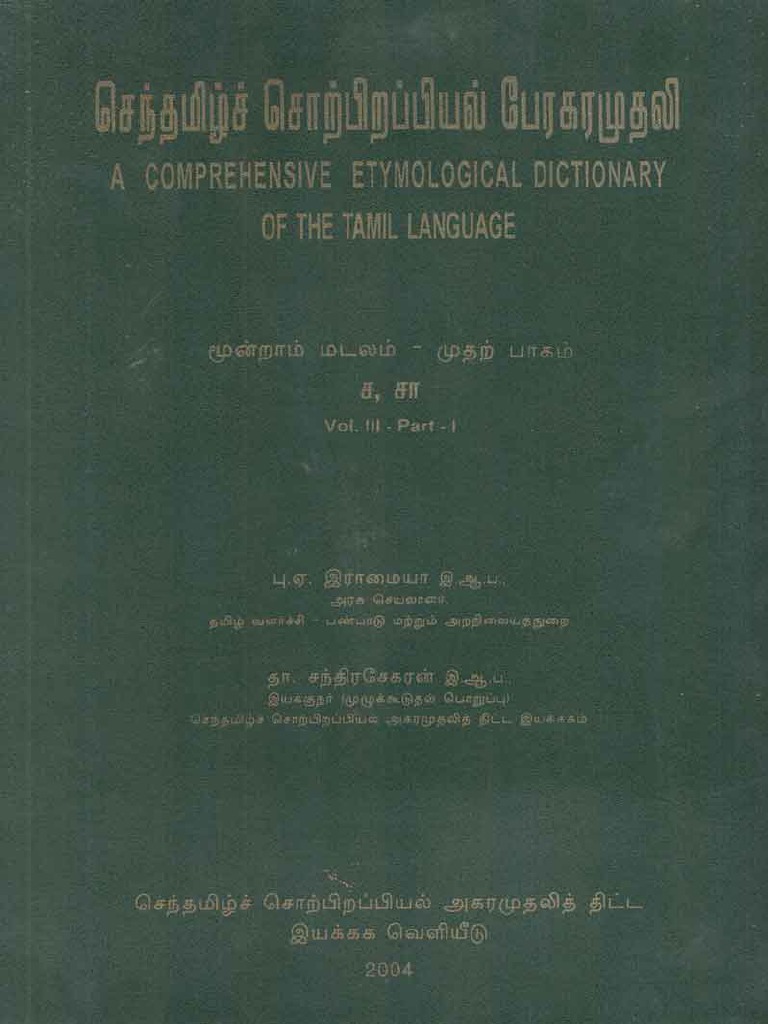 செந்தமிழ்ச் சொற்பிறப்பியல் பேரகரமுதலி
A COMPREHENSIVE ETYMOLOGICAL DICTIONARY
OF THE TAMIL LANGUAGE
மூன்றாம் மடலம் - முதற் பாகம்
ச, சா
Vol. III - Part - I
பு.ஏ. இராமையா இ.ஆ.ப.,
அரசு செயலாளர்,
தமிழ் வளர்ச்சி - பண்பாடு மற்றும் அறநிலையத்துறை
தா. சந்திரசேகரன் இ.ஆ.ப.,
இயக்குநர் (முழுக்கூடுதல் பொறுப்பு)
செந்தமிழ்ச் சொற்பிறப்பியல் அகரமுதலித் திட்ட இயக்ககம்
செந்தமிழ்ச் சொற்பிறப்பியல் அகரமுதலித் திட்ட
இயக்கக வெளியீடு
2004